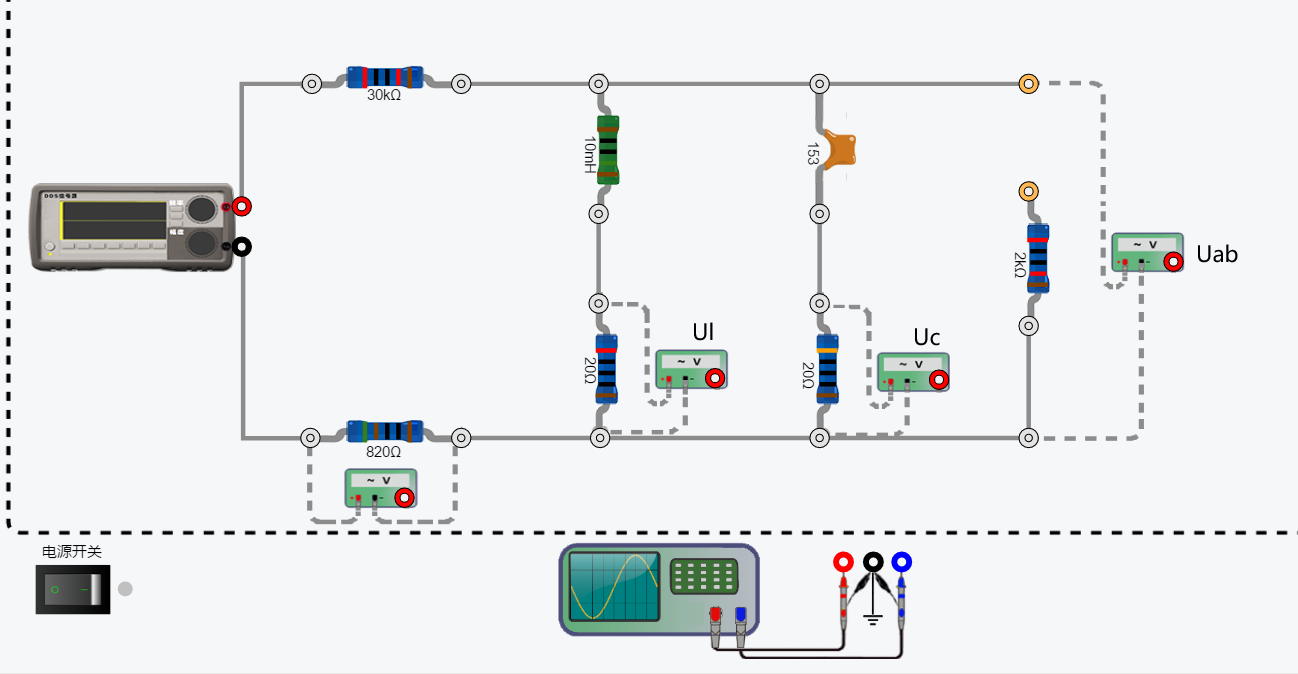 30kΩ
10mH
153
DDS信号源
~ V
Uab
2kΩ
Ul
~ V
20Ω
Uc
~ V
20Ω
820Ω
~ V
电源开关